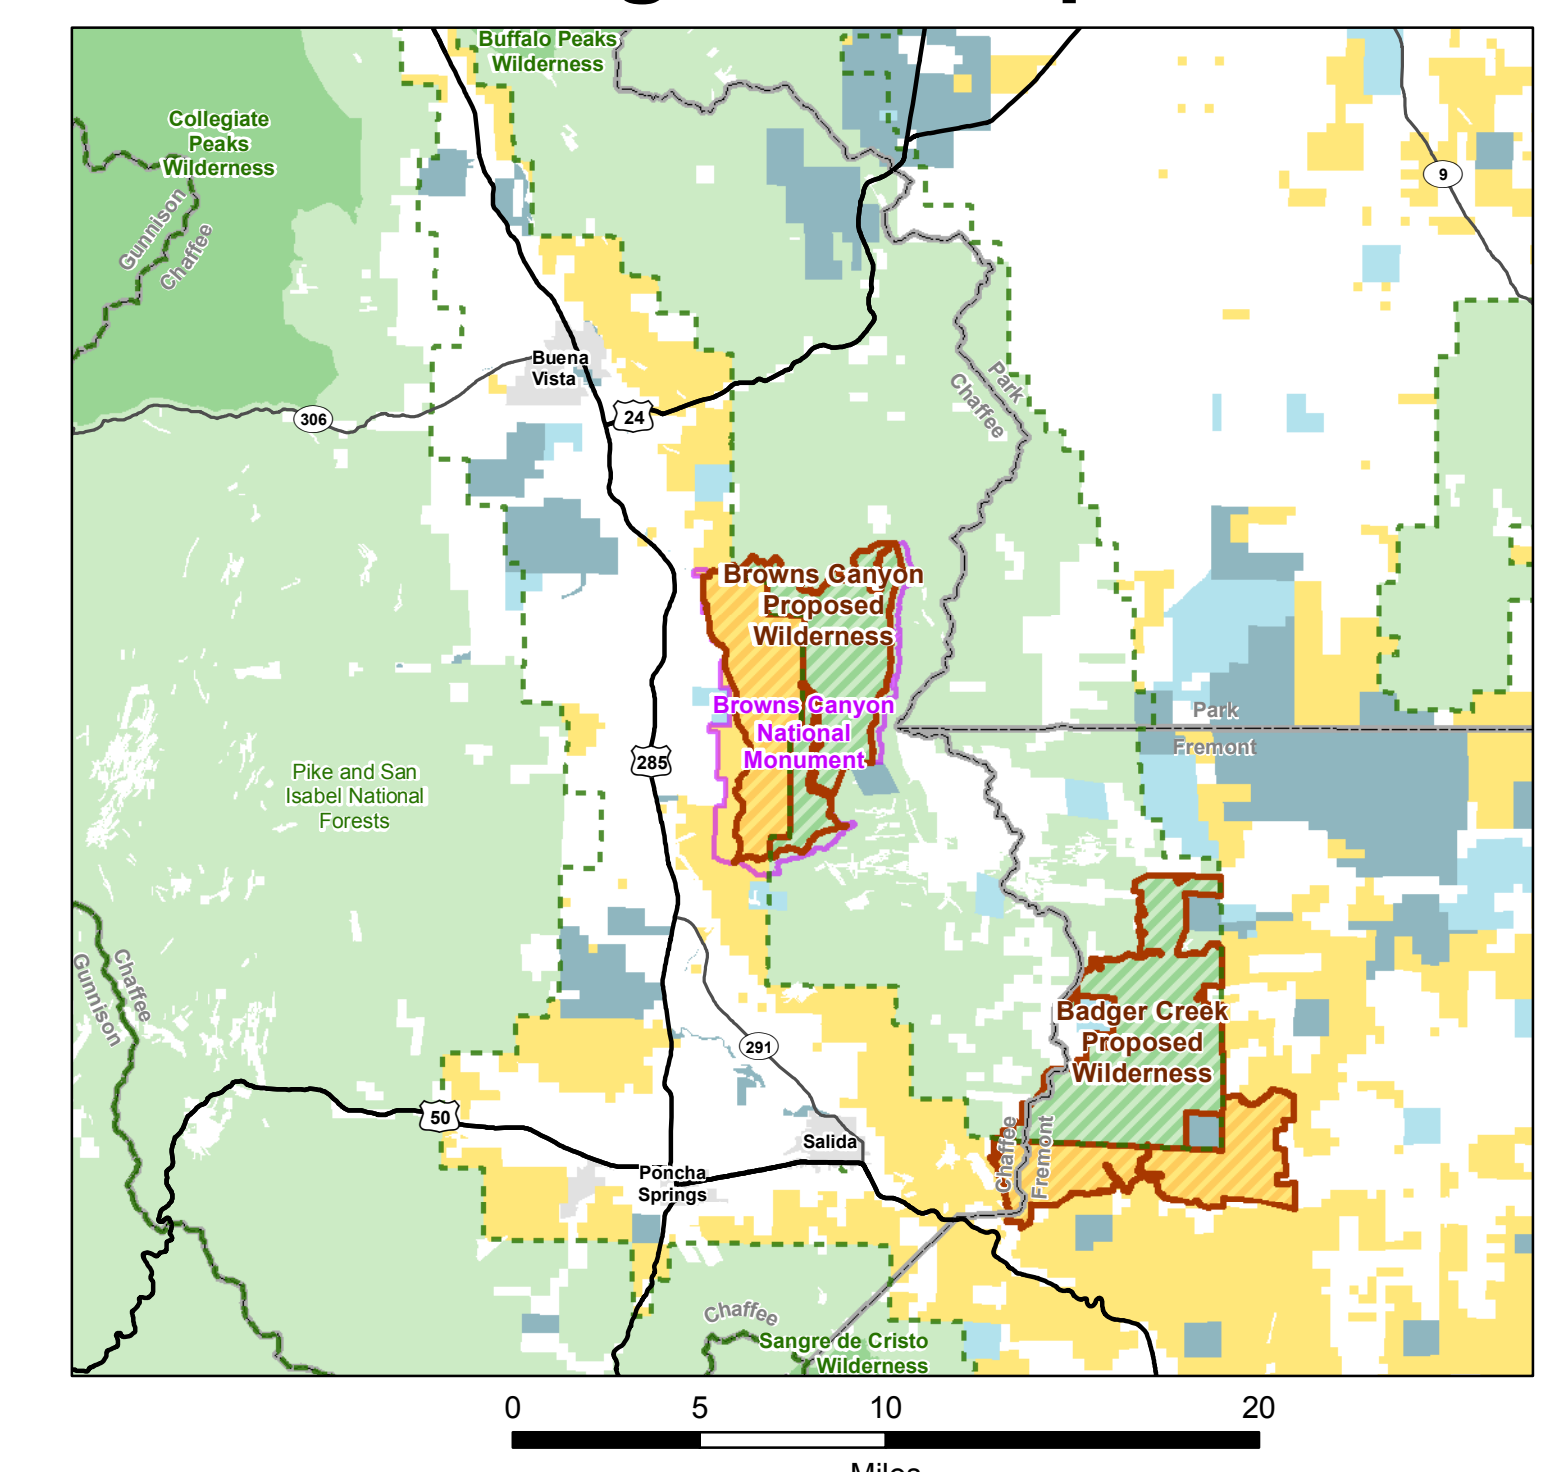 Buffalo Peaks
Wilderness
Collegiate
Peaks
Wilderness
Gunnison
Chaffee
9
Buena
Vista
306
24
Park
Chaffee
Browns Canyon
Proposed
Wilderness
Browns Canyon
National
Monument
Park
Fremont
285
Pike and San
Isabel National
Forests
Chaffee
Gunnison
291
Badger Creek
Proposed
Wilderness
50
Salida
Poncha
Springs
Chaffee
Fremont
Chaffee
Sangre de Cristo
Wilderness
0 5 10 20
Miles